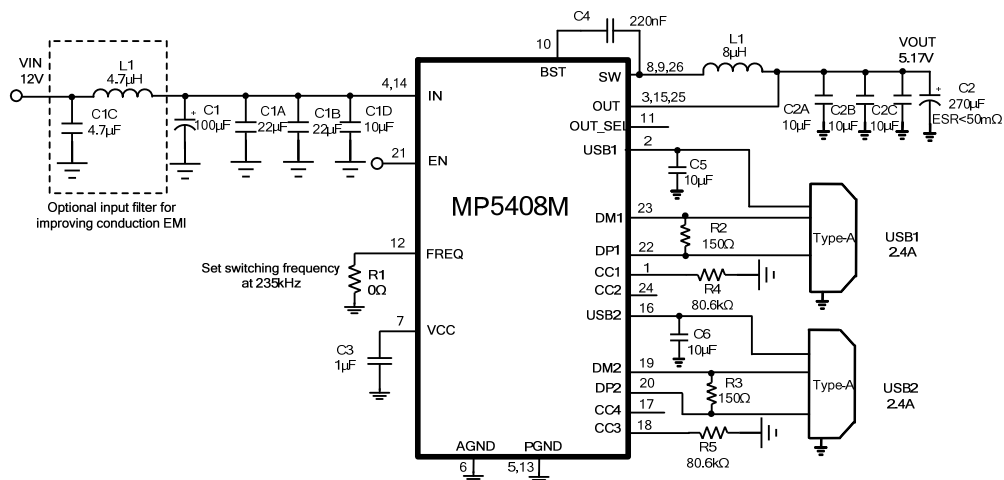 C4
220nF
10
BST
VIN
12V
L1
4.7µH
C1C
4.7µF
C1
100µF
C1A
22µF
C1B
22µF
C1D
10µF
4,14
IN
21
EN
Optional input filter for
improving conduction EMI
Set switching frequency
at 235kHz
12
FREQ
R1
0Ω
7
VCC
C3
1µF
MP5408M
AGND
6
PGND
5,13
SW
8,9,26
L1
8µH
VOUT
5.17V
OUT
3,15,25
C2A
10µF
C2B
10µF
C2C
10µF
+
C2
270µF
ESR<50mΩ
OUT_SEL
11
USB1
2
C5
10µF
DM1
23
R2
150Ω
DP1
22
CC1
1
R4
80.6kΩ
CC2
24
Type-A
USB1
2.4A
USB2
16
C6
10µF
DM2
19
DP2
20
R3
150Ω
CC4
17
CC3
18
R5
80.6kΩ
Type-A
USB2
2.4A